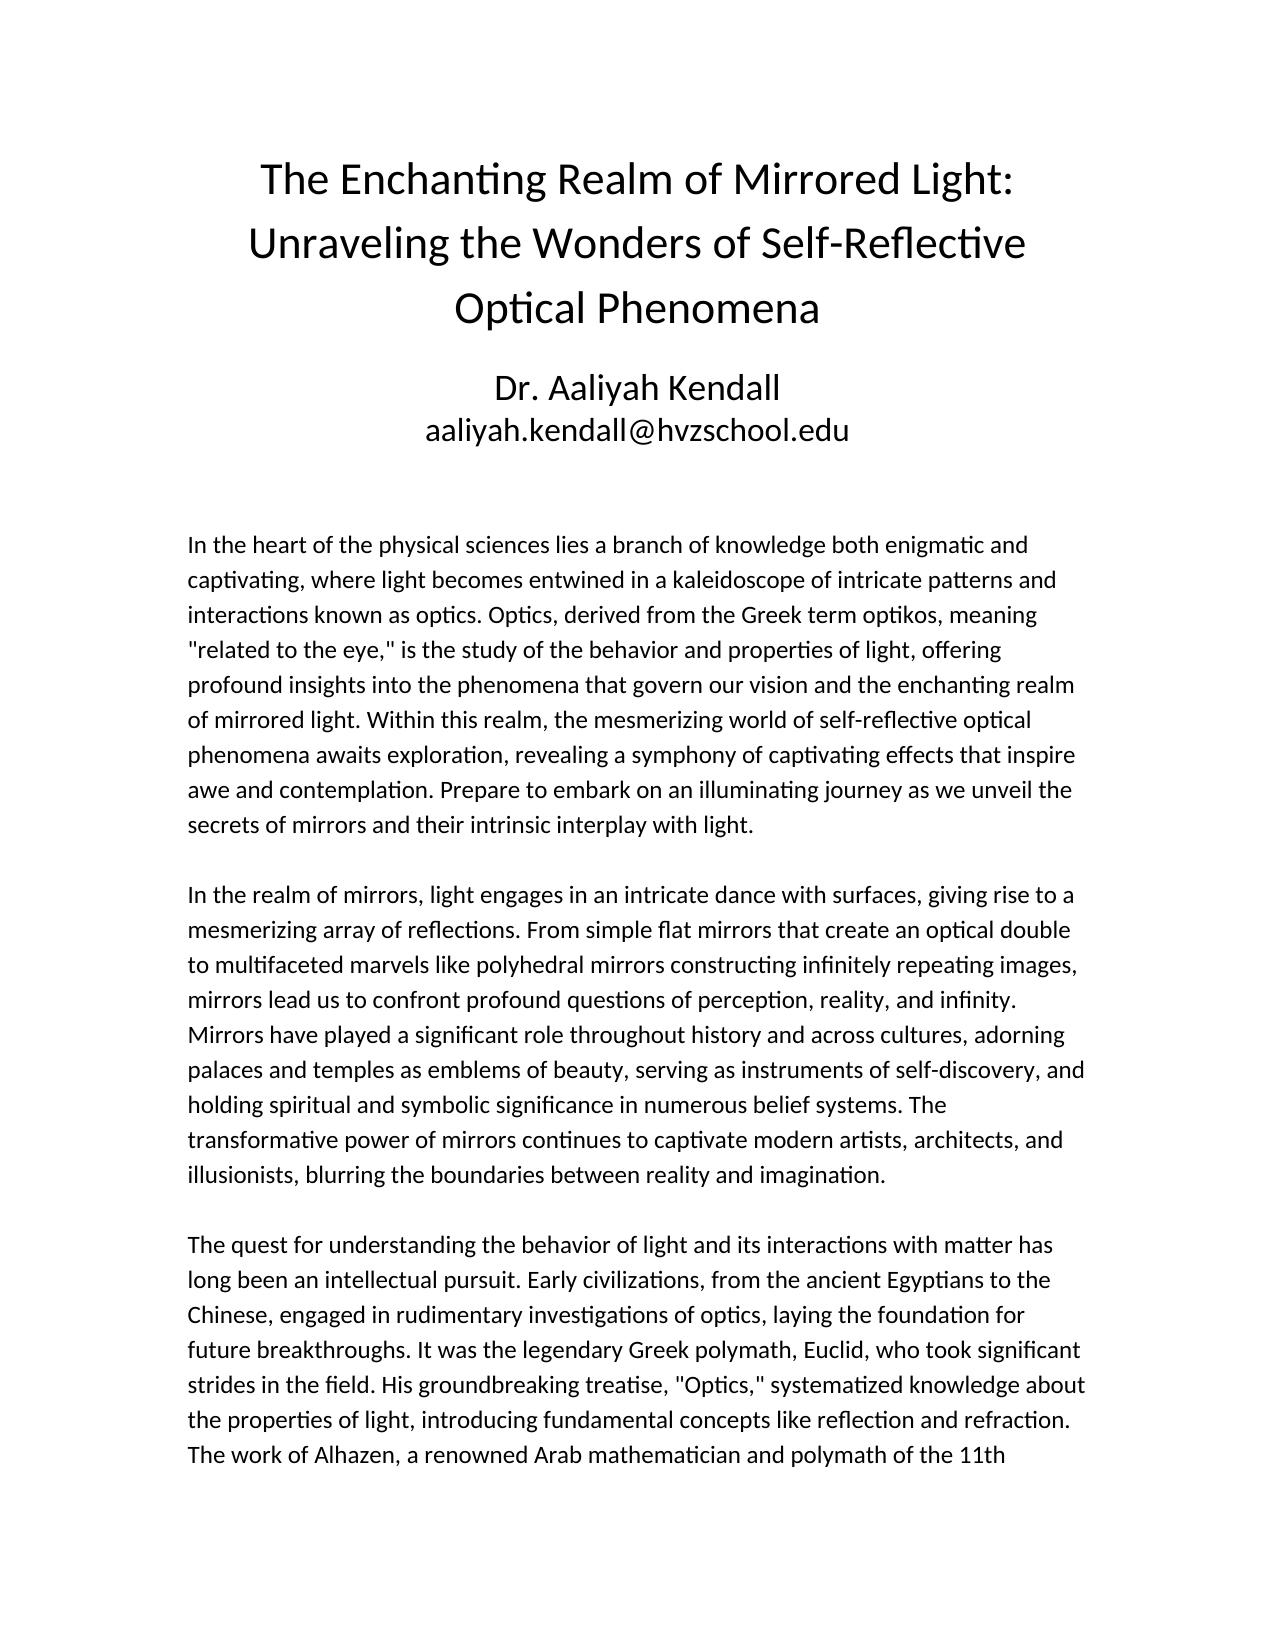 The Enchanting Realm of Mirrored Light:
Unraveling the Wonders of Self-Reflective
Optical Phenomena
Dr. Aaliyah Kendall
aaliyah.kendall@hvzschool.edu
In the heart of the physical sciences lies a branch of knowledge both enigmatic and
captivating, where light becomes entwined in a kaleidoscope of intricate patterns and
interactions known as optics. Optics, derived from the Greek term optikos, meaning
"related to the eye," is the study of the behavior and properties of light, offering
profound insights into the phenomena that govern our vision and the enchanting realm
of mirrored light. Within this realm, the mesmerizing world of self-reflective optical
phenomena awaits exploration, revealing a symphony of captivating effects that inspire
awe and contemplation. Prepare to embark on an illuminating journey as we unveil the
secrets of mirrors and their intrinsic interplay with light.
In the realm of mirrors, light engages in an intricate dance with surfaces, giving rise to a
mesmerizing array of reflections. From simple flat mirrors that create an optical double
to multifaceted marvels like polyhedral mirrors constructing infinitely repeating images,
mirrors lead us to confront profound questions of perception, reality, and infinity.
Mirrors have played a significant role throughout history and across cultures, adorning
palaces and temples as emblems of beauty, serving as instruments of self-discovery, and
holding spiritual and symbolic significance in numerous belief systems. The
transformative power of mirrors continues to captivate modern artists, architects, and
illusionists, blurring the boundaries between reality and imagination.
The quest for understanding the behavior of light and its interactions with matter has
long been an intellectual pursuit. Early civilizations, from the ancient Egyptians to the
Chinese, engaged in rudimentary investigations of optics, laying the foundation for
future breakthroughs. It was the legendary Greek polymath, Euclid, who took significant
strides in the field. His groundbreaking treatise, "Optics," systematized knowledge about
the properties of light, introducing fundamental concepts like reflection and refraction.
The work of Alhazen, a renowned Arab mathematician and polymath of the 11th